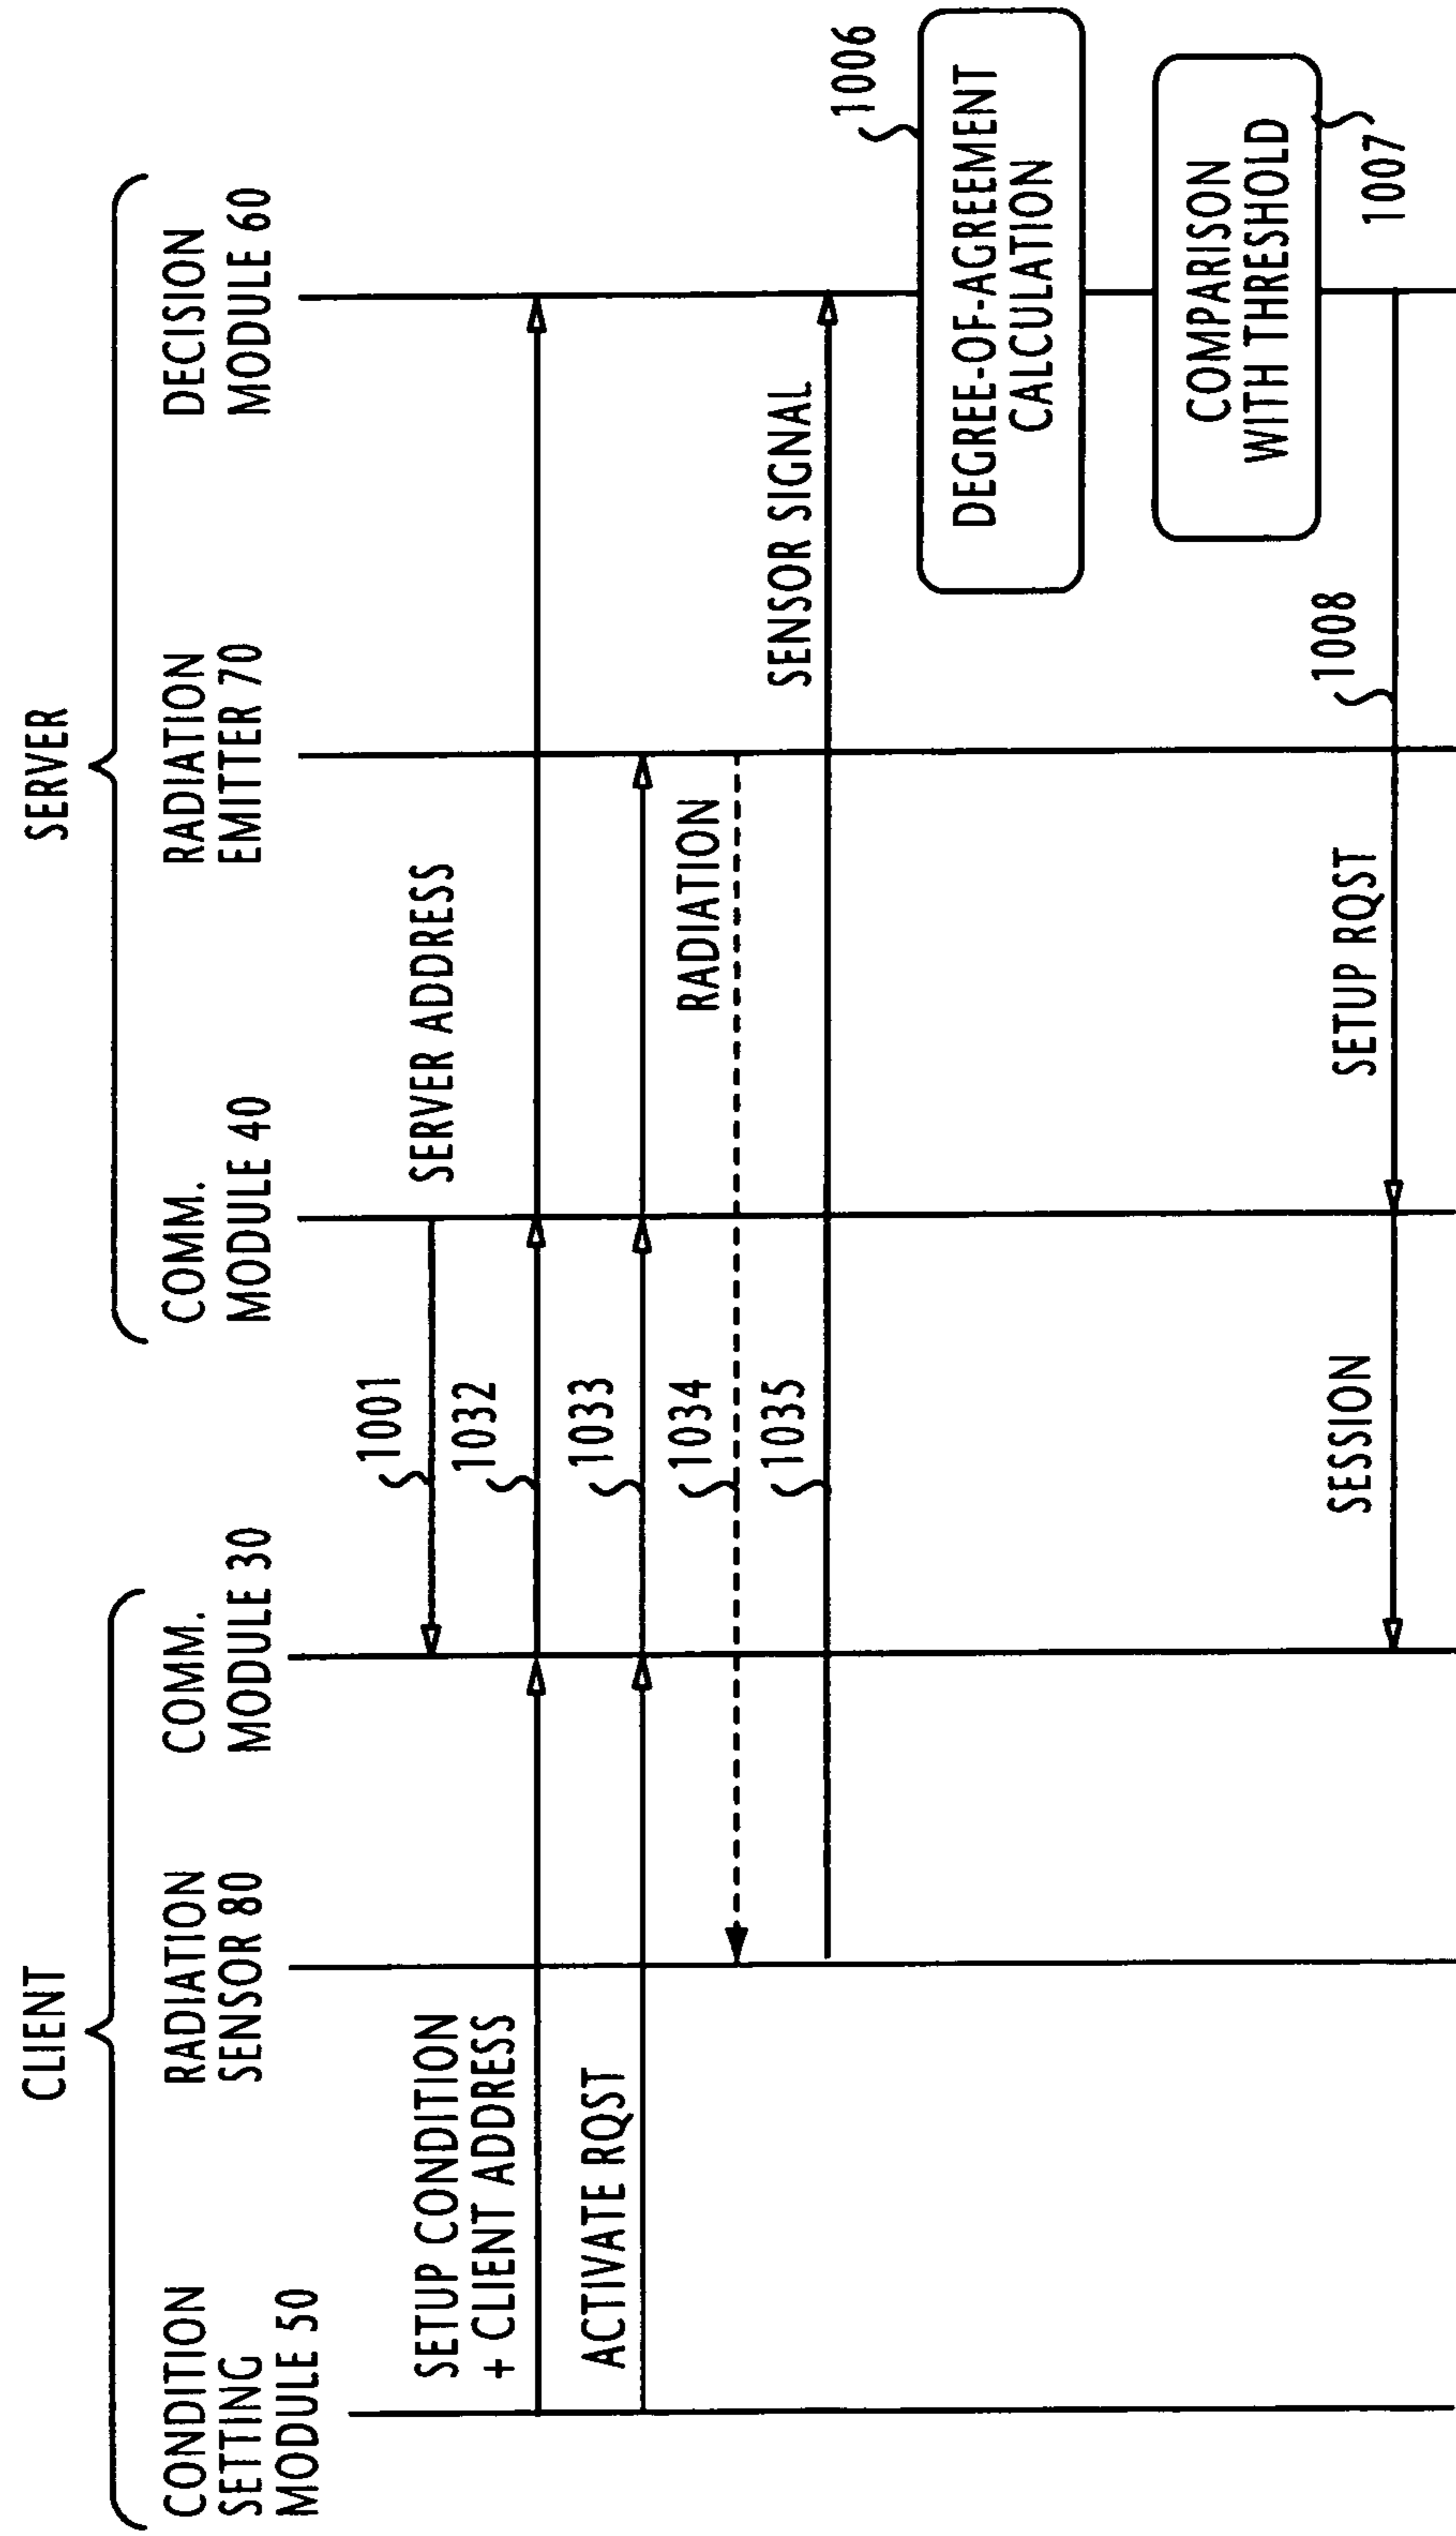 CLIENT
SERVER
CONDITION
SETTING
MODULE 50
RADIATION
SENSOR 80
COMM.
MODULE 30
COMM.
MODULE 40
RADIATION
EMITTER 70
DECISION
MODULE 60
1001
SERVER ADDRESS
SETUP CONDITION
+ CLIENT ADDRESS
1032
ACTIVATE RQST
1033
1034
RADIATION
1035
SENSOR SIGNAL
1006
DEGREE-OF-AGREEMENT
CALCULATION
COMPARISON
WITH THRESHOLD
1007
SESSION
SETUP RQST
1008